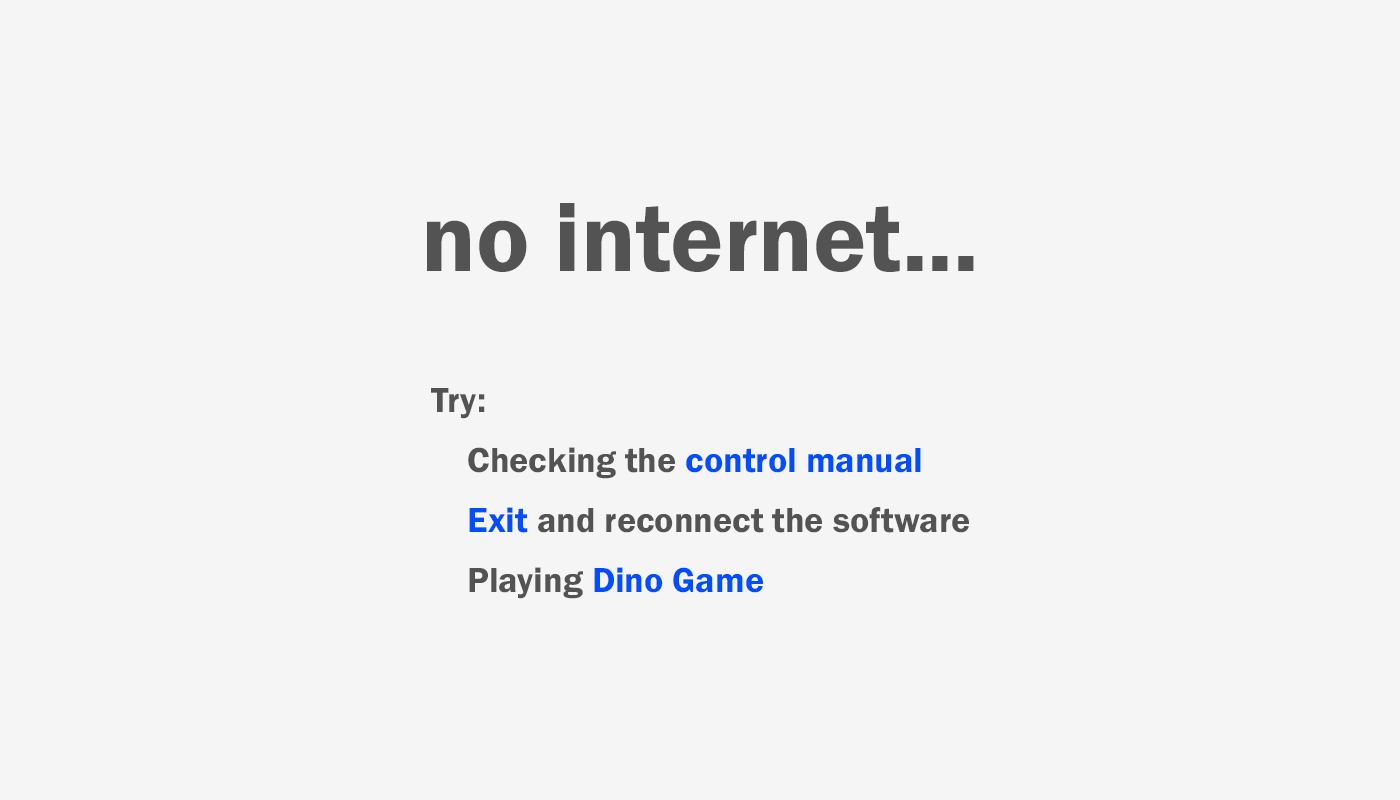 no internet...
Try:
Checking the control manual
Exit and reconnect the software
Playing Dino Game